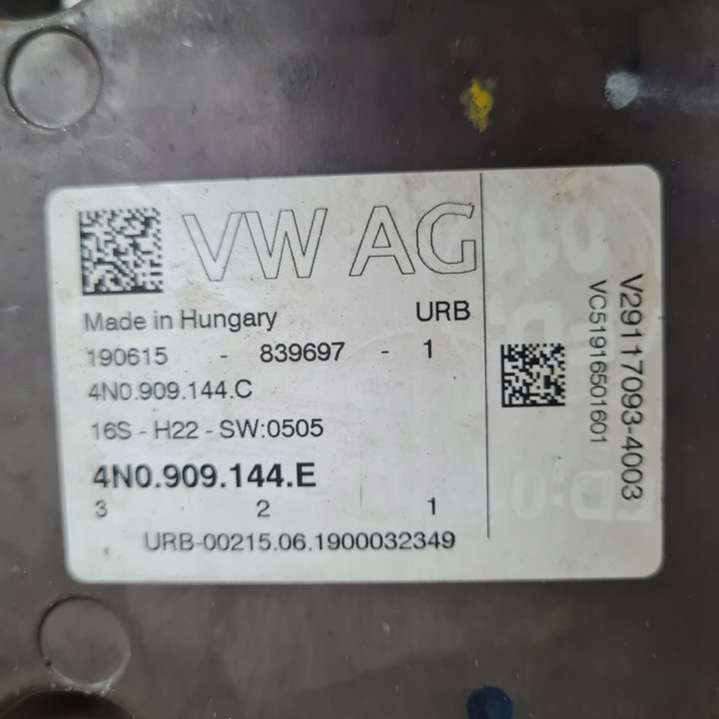 VW AG
Made in Hungary URB
190615 - 839697 - 1
4N0.909.144.C
16S - H22 - SW:0505
4N0.909.144.E
3 2 1
URB-00215.06.1900032349
V29117093-4003
VC51916501601